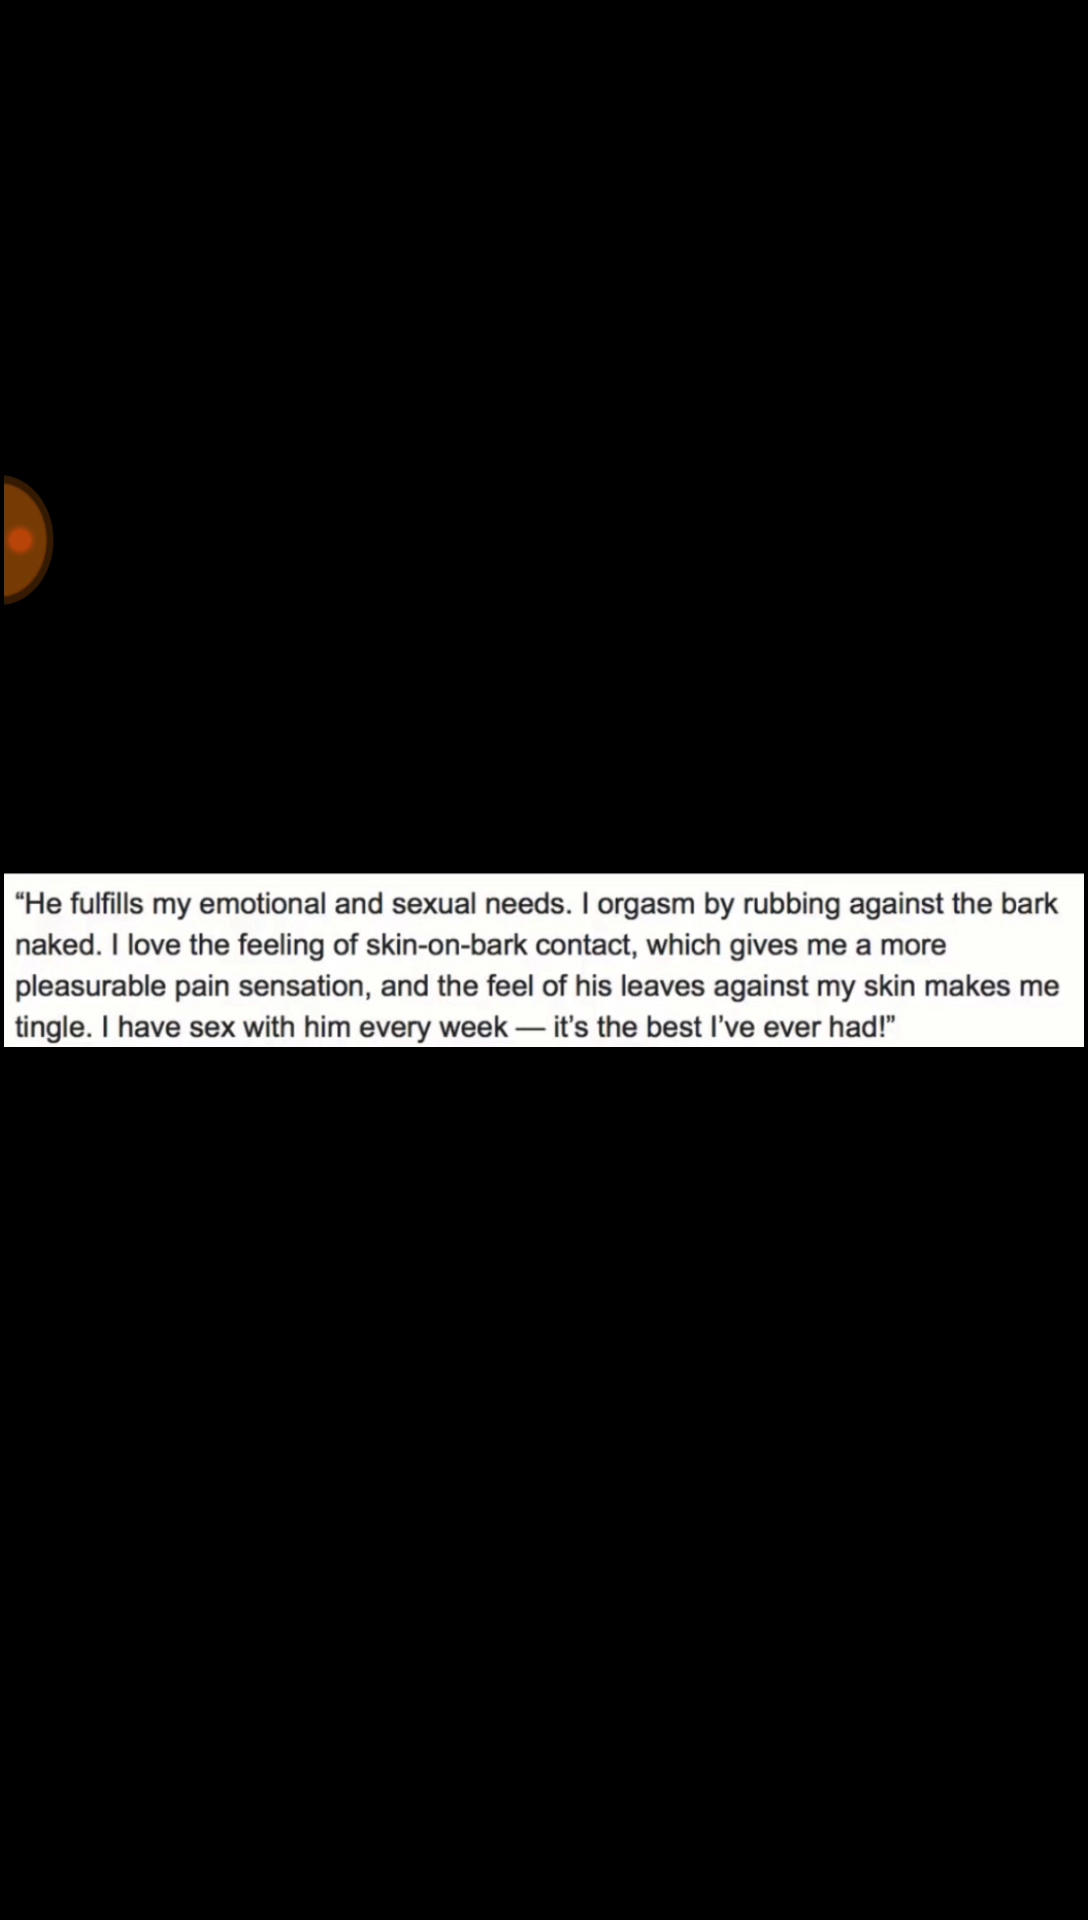 “He fulfills my emotional and sexual needs. I orgasm by rubbing against the bark
naked. I love the feeling of skin-on-bark contact, which gives me a more
pleasurable pain sensation, and the feel of his leaves against my skin makes me
tingle. I have sex with him every week — it’s the best I’ve ever had!”